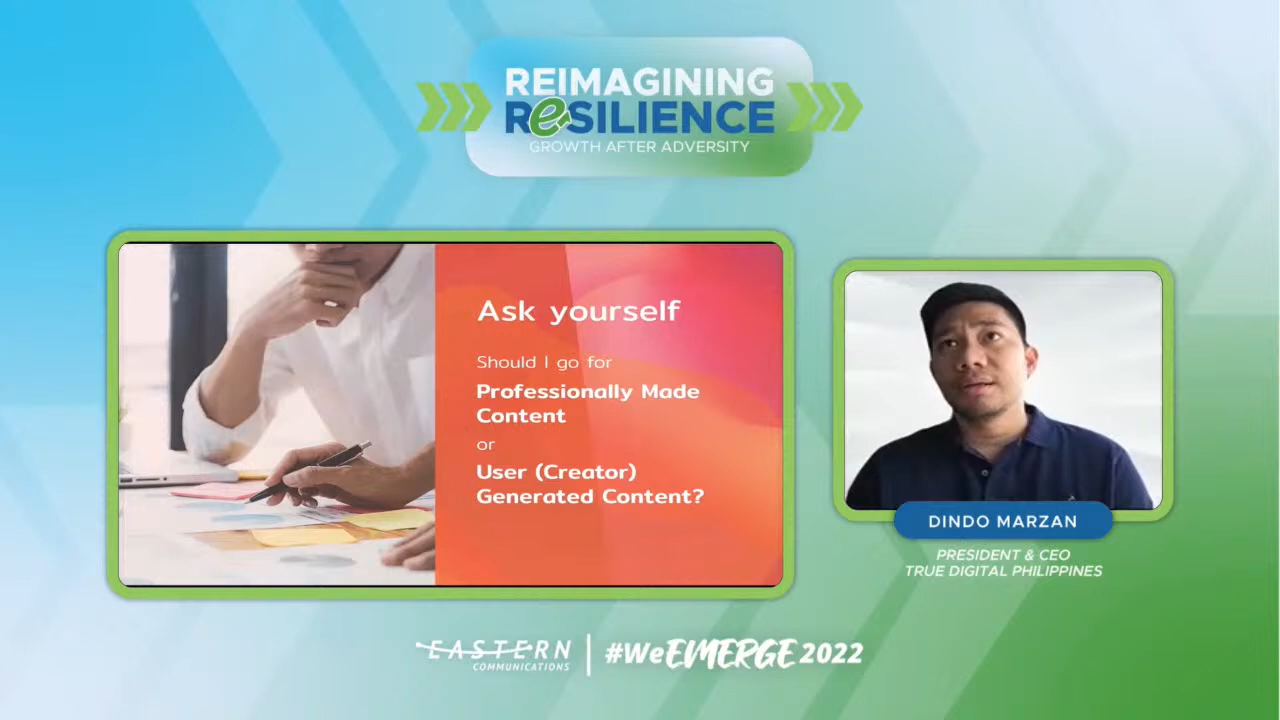 REIMAGINING
ReSILIENCE
GROWTH AFTER ADVERSITY
Ask yourself
Should I go for
Professionally Made
Content
or
User (Creator)
Generated Content?
DINDO MARZAN
PRESIDENT & CEO
TRUE DIGITAL PHILIPPINES
EASTERN
COMMUNICATIONS
#WeEMERGE2022